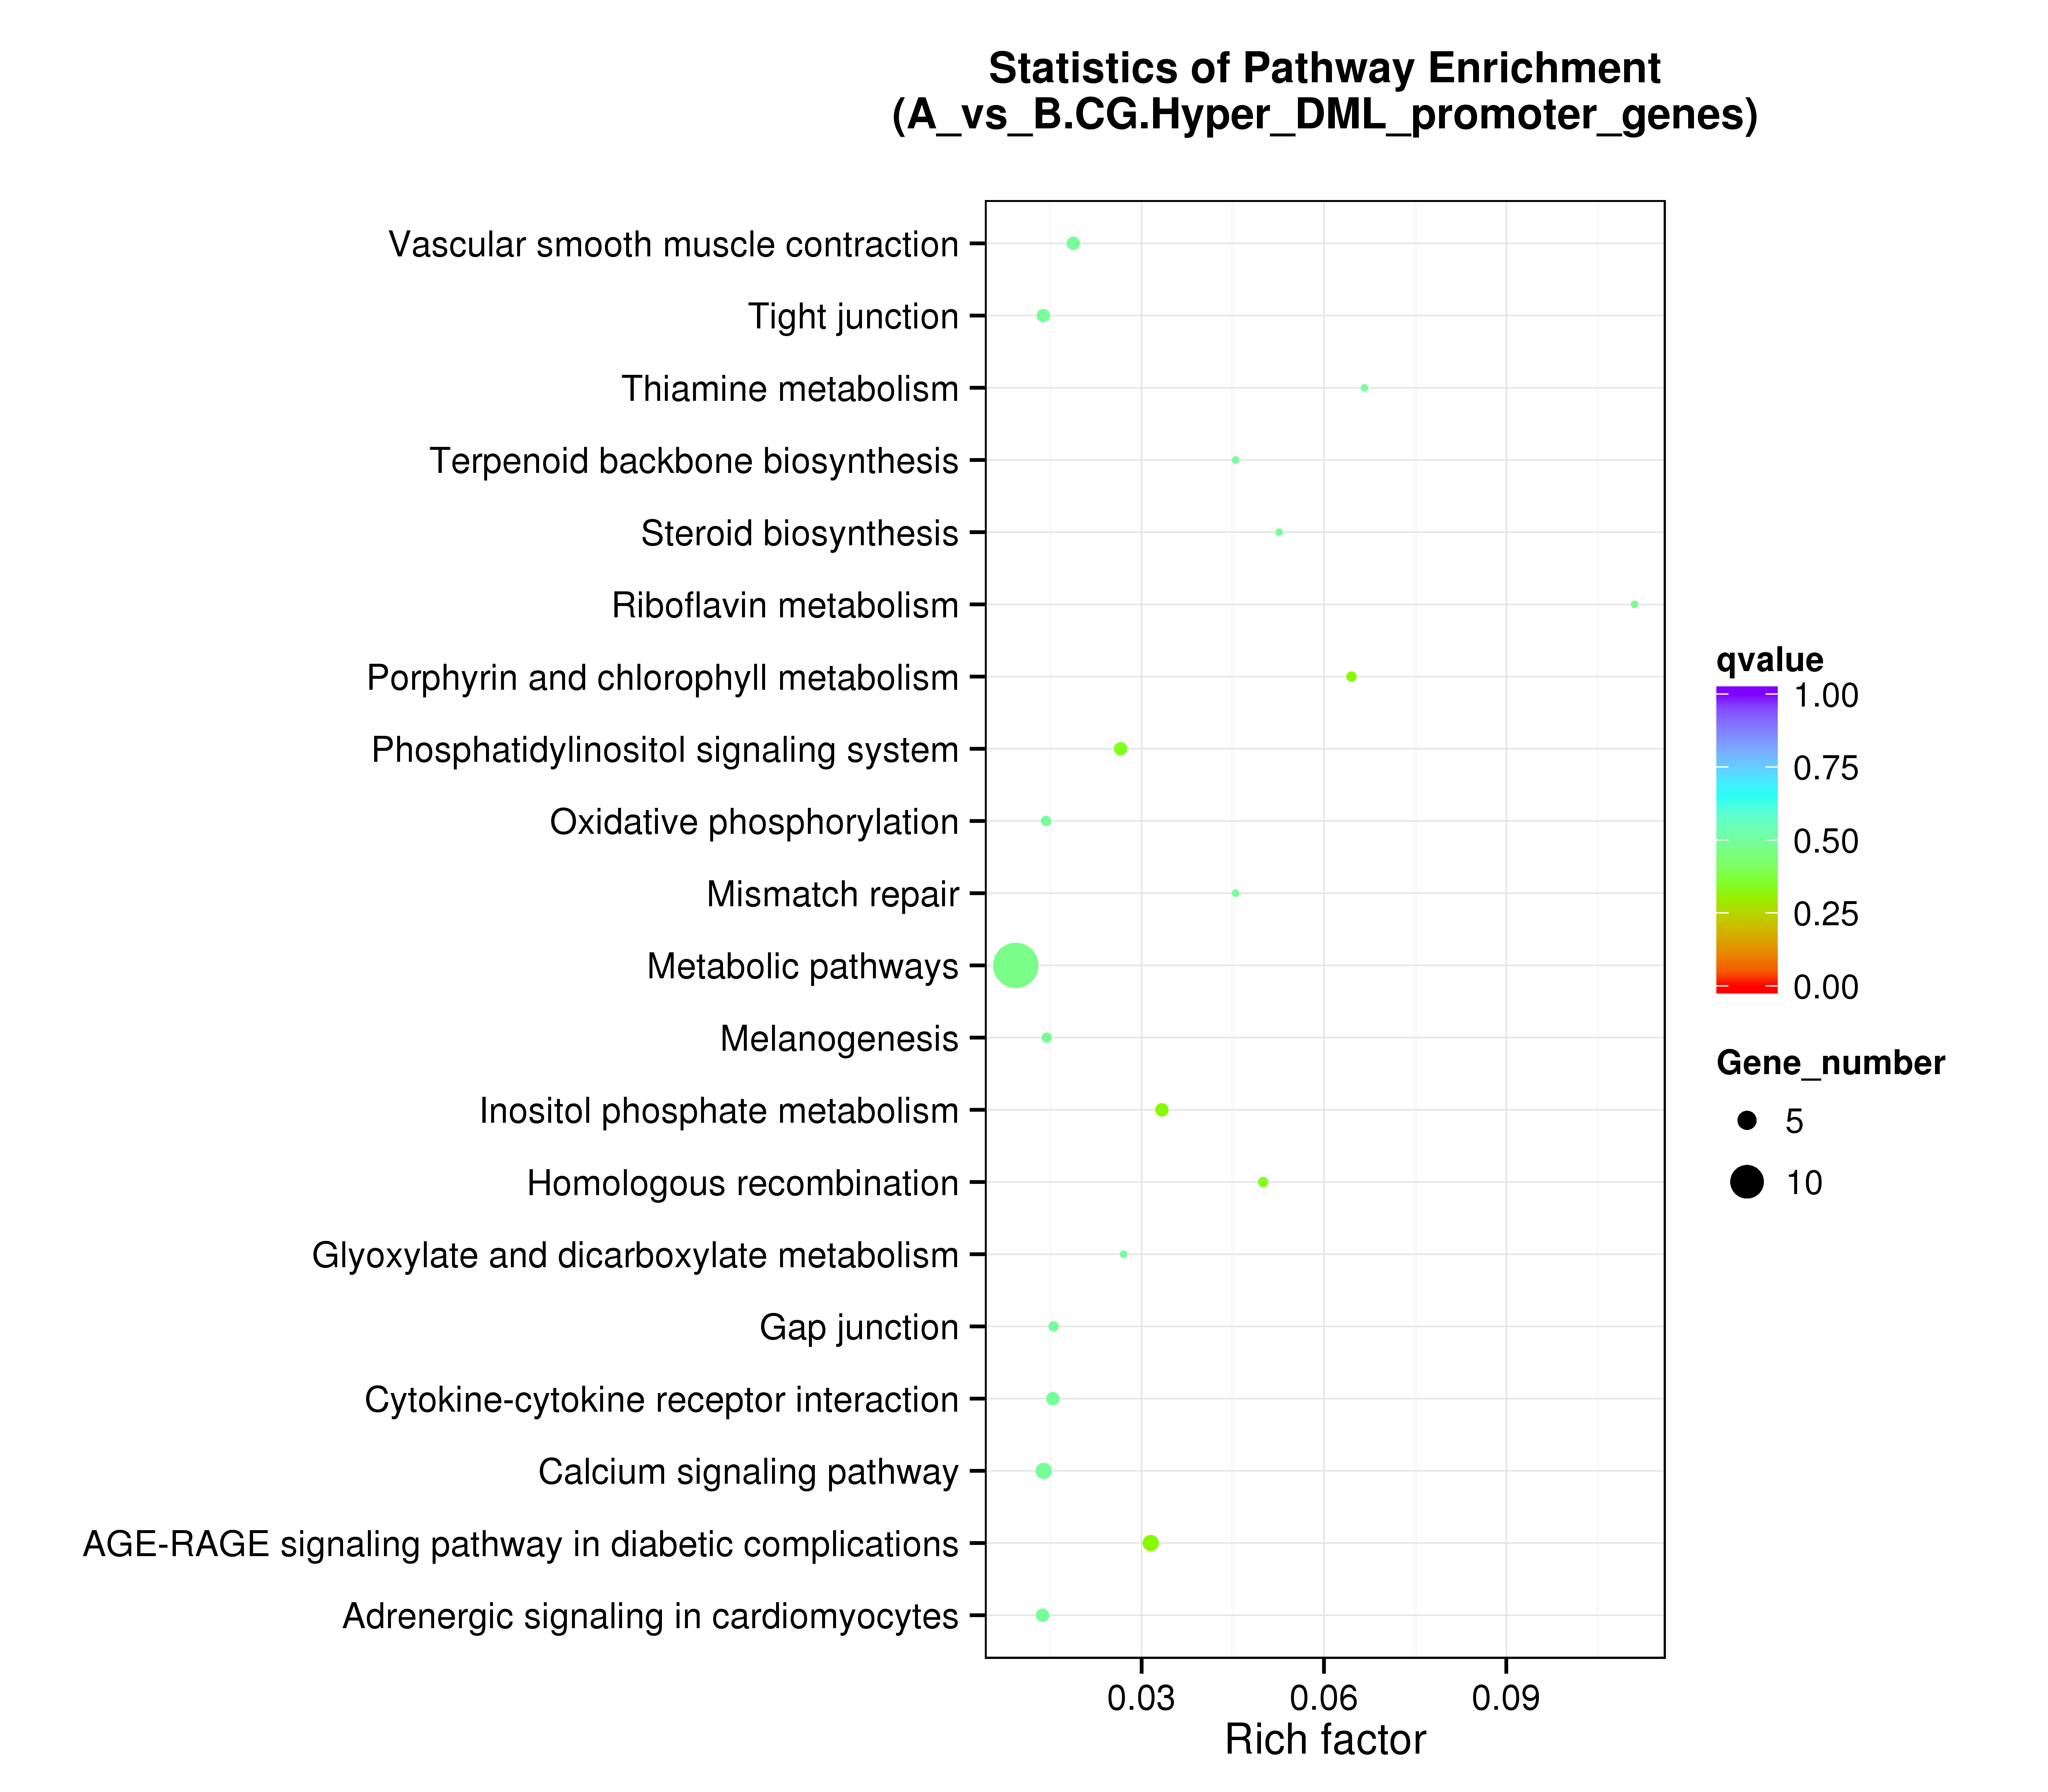 Statistics of Pathway Enrichment
(A_vs_B.CG.Hyper_DML_promoter_genes)
Vascular smooth muscle contraction
Tight junction
Thiamine metabolism
Terpenoid backbone biosynthesis
Steroid biosynthesis
Riboflavin metabolism
Porphyrin and chlorophyll metabolism
Phosphatidylinositol signaling system
Oxidative phosphorylation
Mismatch repair
Metabolic pathways
Melanogenesis
Inositol phosphate metabolism
Homologous recombination
Glyoxylate and dicarboxylate metabolism
Gap junction
Cytokine-cytokine receptor interaction
Calcium signaling pathway
AGE-RAGE signaling pathway in diabetic complications
Adrenergic signaling in cardiomyocytes
0.03 0.06 0.09
Rich factor
qvalue
1.00
0.75
0.50
0.25
0.00
Gene_number
5
10